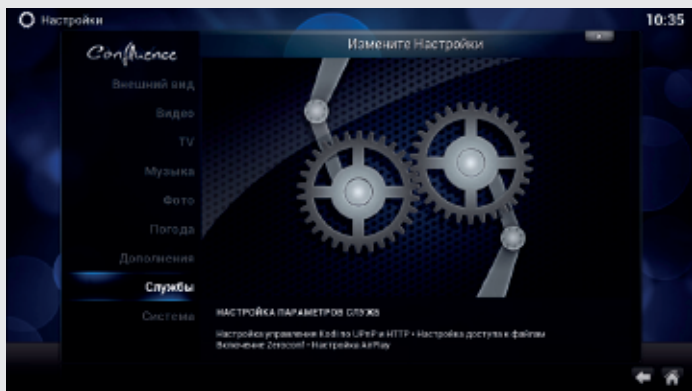 Настройки
10:35
Confluence
Измените Настройки
Внешний вид
Видео
TV
Музыка
Фото
Погода
Дополнения
Службы
Система
НАСТРОЙКА ПАРАМЕТРОВ СЛУЖБ
Настройка управления Kodi по UPnP и HTTP • Настройка доступа к файлам
Включение Zeroconf • Настройка AirPlay